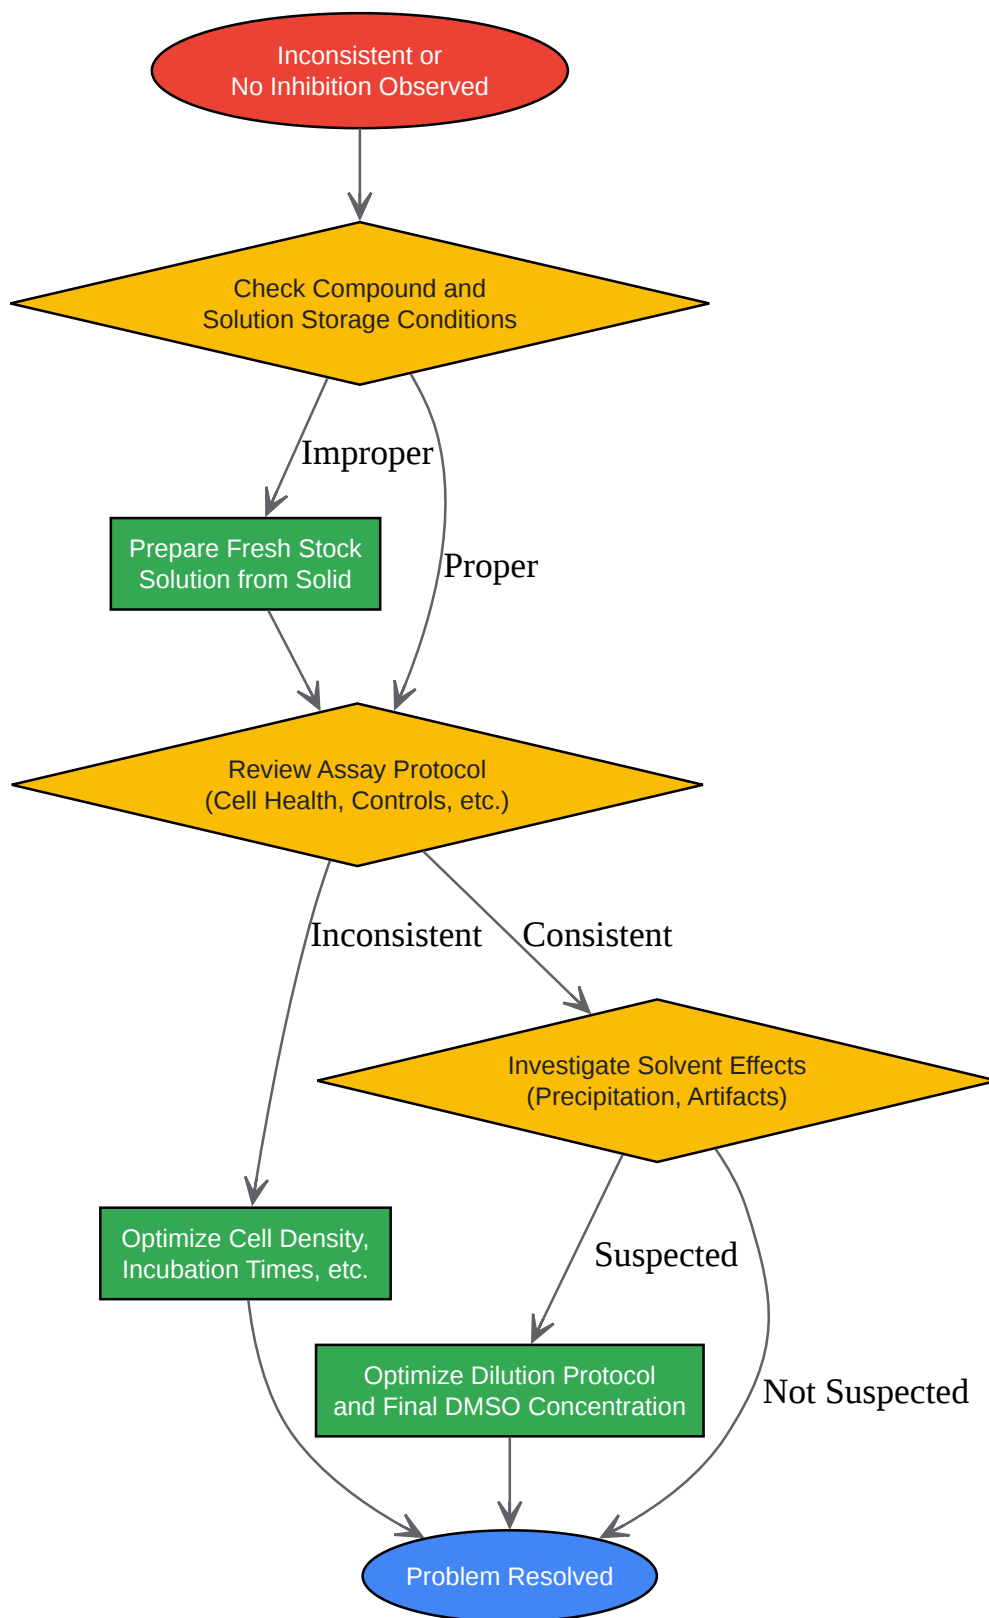 Inconsistent or
No Inhibition Observed
Check Compound and
Solution Storage Conditions
Improper
Prepare Fresh Stock
Solution from Solid
Proper
Review Assay Protocol
(Cell Health, Controls, etc.)
Inconsistent
Consistent
Investigate Solvent Effects
(Precipitation, Artifacts)
Optimize Cell Density,
Incubation Times, etc.
Suspected
Optimize Dilution Protocol
and Final DMSO Concentration
Not Suspected
Problem Resolved